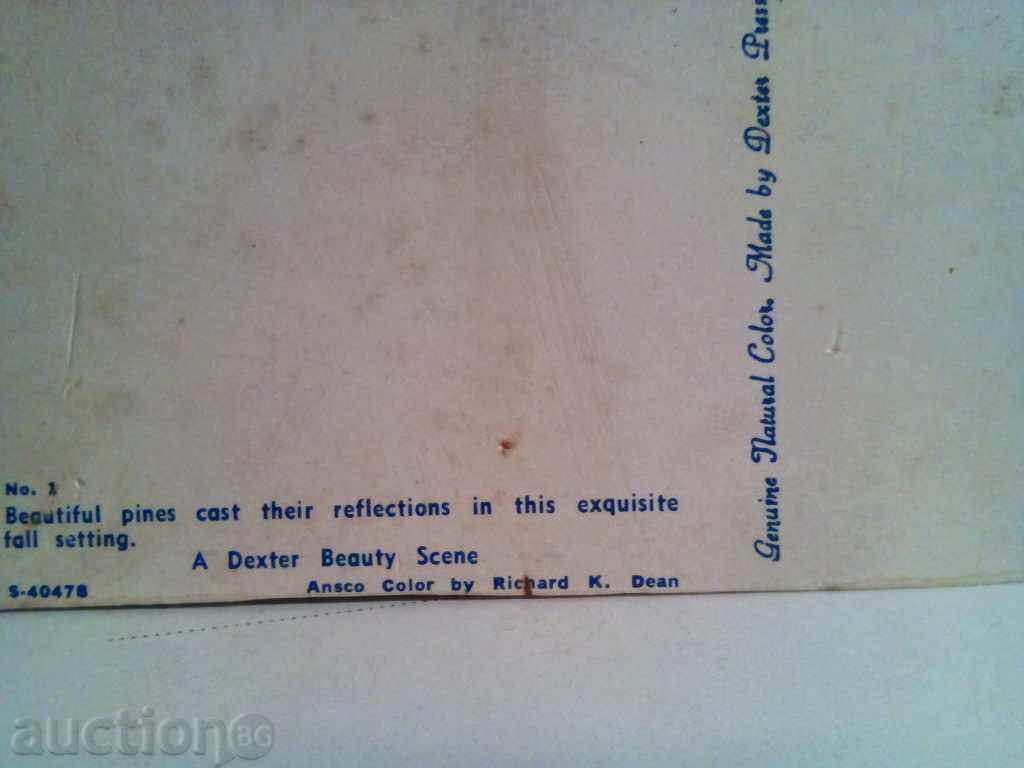 No. 1
Beautiful pines cast their reflections in this exquisite
fall setting.
A Dexter Beauty Scene
S-40478
Ansco Color by Richard K. Dean
Genuine Natural Color. Made by Dexter Press
auction BG